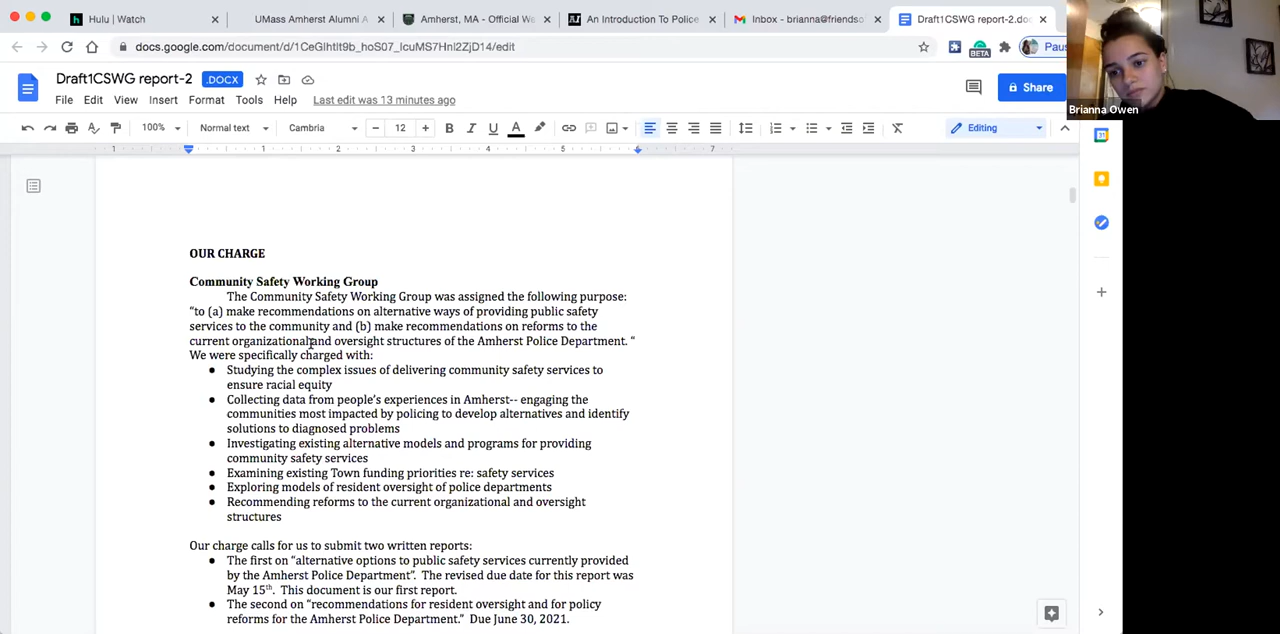 Hulu | Watch
UMass Amherst Alumni A
Amherst, MA - Official We
An Introduction To Police
Inbox - brianna@friendso
Draft1CSWG report-2.doc
docs.google.com/document/d/1CeGlhtlt9b_hoS07_lcuMS7Hnl2ZjD14/edit
BETA
Pau
Draft1CSWG report-2 .DOCX
Share
Brianna Owen
File Edit View Insert Format Tools Help Last edit was 13 minutes ago
100% Normal text Cambria 12 B I U A Editing
1 1 2 3 4 5 7
31
OUR CHARGE
Community Safety Working Group
The Community Safety Working Group was assigned the following purpose:
“to (a) make recommendations on alternative ways of providing public safety
services to the community and (b) make recommendations on reforms to the
current organizational and oversight structures of the Amherst Police Department. “
We were specifically charged with:
● Studying the complex issues of delivering community safety services to
ensure racial equity
● Collecting data from people’s experiences in Amherst-- engaging the
communities most impacted by policing to develop alternatives and identify
solutions to diagnosed problems
● Investigating existing alternative models and programs for providing
community safety services
● Examining existing Town funding priorities re: safety services
● Exploring models of resident oversight of police departments
● Recommending reforms to the current organizational and oversight
structures
Our charge calls for us to submit two written reports:
● The first on “alternative options to public safety services currently provided
by the Amherst Police Department”. The revised due date for this report was
May 15th. This document is our first report.
● The second on “recommendations for resident oversight and for policy
reforms for the Amherst Police Department.” Due June 30, 2021.